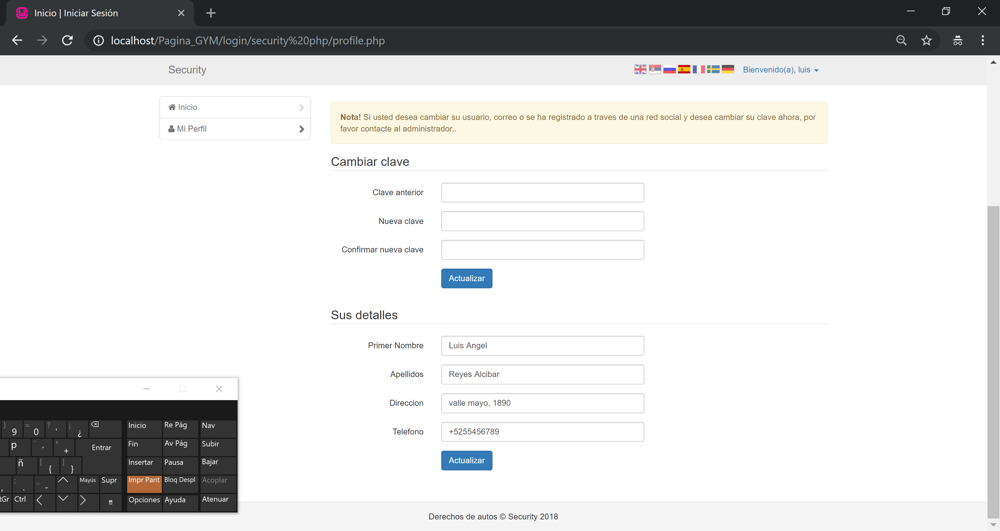 Inicio | Iniciar Sesión
localhost/Pagina_GYM/login/security%20php/profile.php
Security
Bienvenido(a), luis
Inicio
Mi Perfil
Nota! Si usted desea cambiar su usuario, correo o se ha registrado a traves de una red social y desea cambiar su clave ahora, por
favor contacte al administrador..
Cambiar clave
Clave anterior
Nueva clave
Confirmar nueva clave
Actualizar
Sus detalles
Primer Nombre Luis Angel
Apellidos Reyes Alcibar
Direccion valle mayo, 1890
Telefono +5255456789
Actualizar
) 9 = 0 ? ' ¡ ¿ Inicio Re Pág Nav
p ¨ ´ * + Entrar Fin Av Pág Subir
ñ [ { ] } Insertar Pausa Bajar
, : . _ - Mayús Supr Impr Pant Bloq Despl Acoplar
tGr Ctrl Opciones Ayuda Atenuar
Derechos de autos © Security 2018